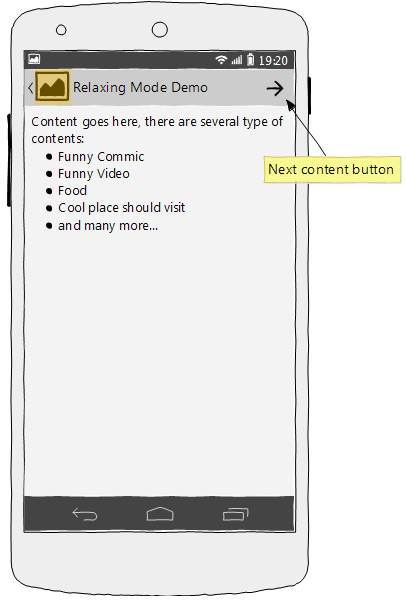 19:20
Relaxing Mode Demo
Content goes here, there are several type of
contents:
Funny Commic
Funny Video
Food
Cool place should visit
and many more...
Next content button